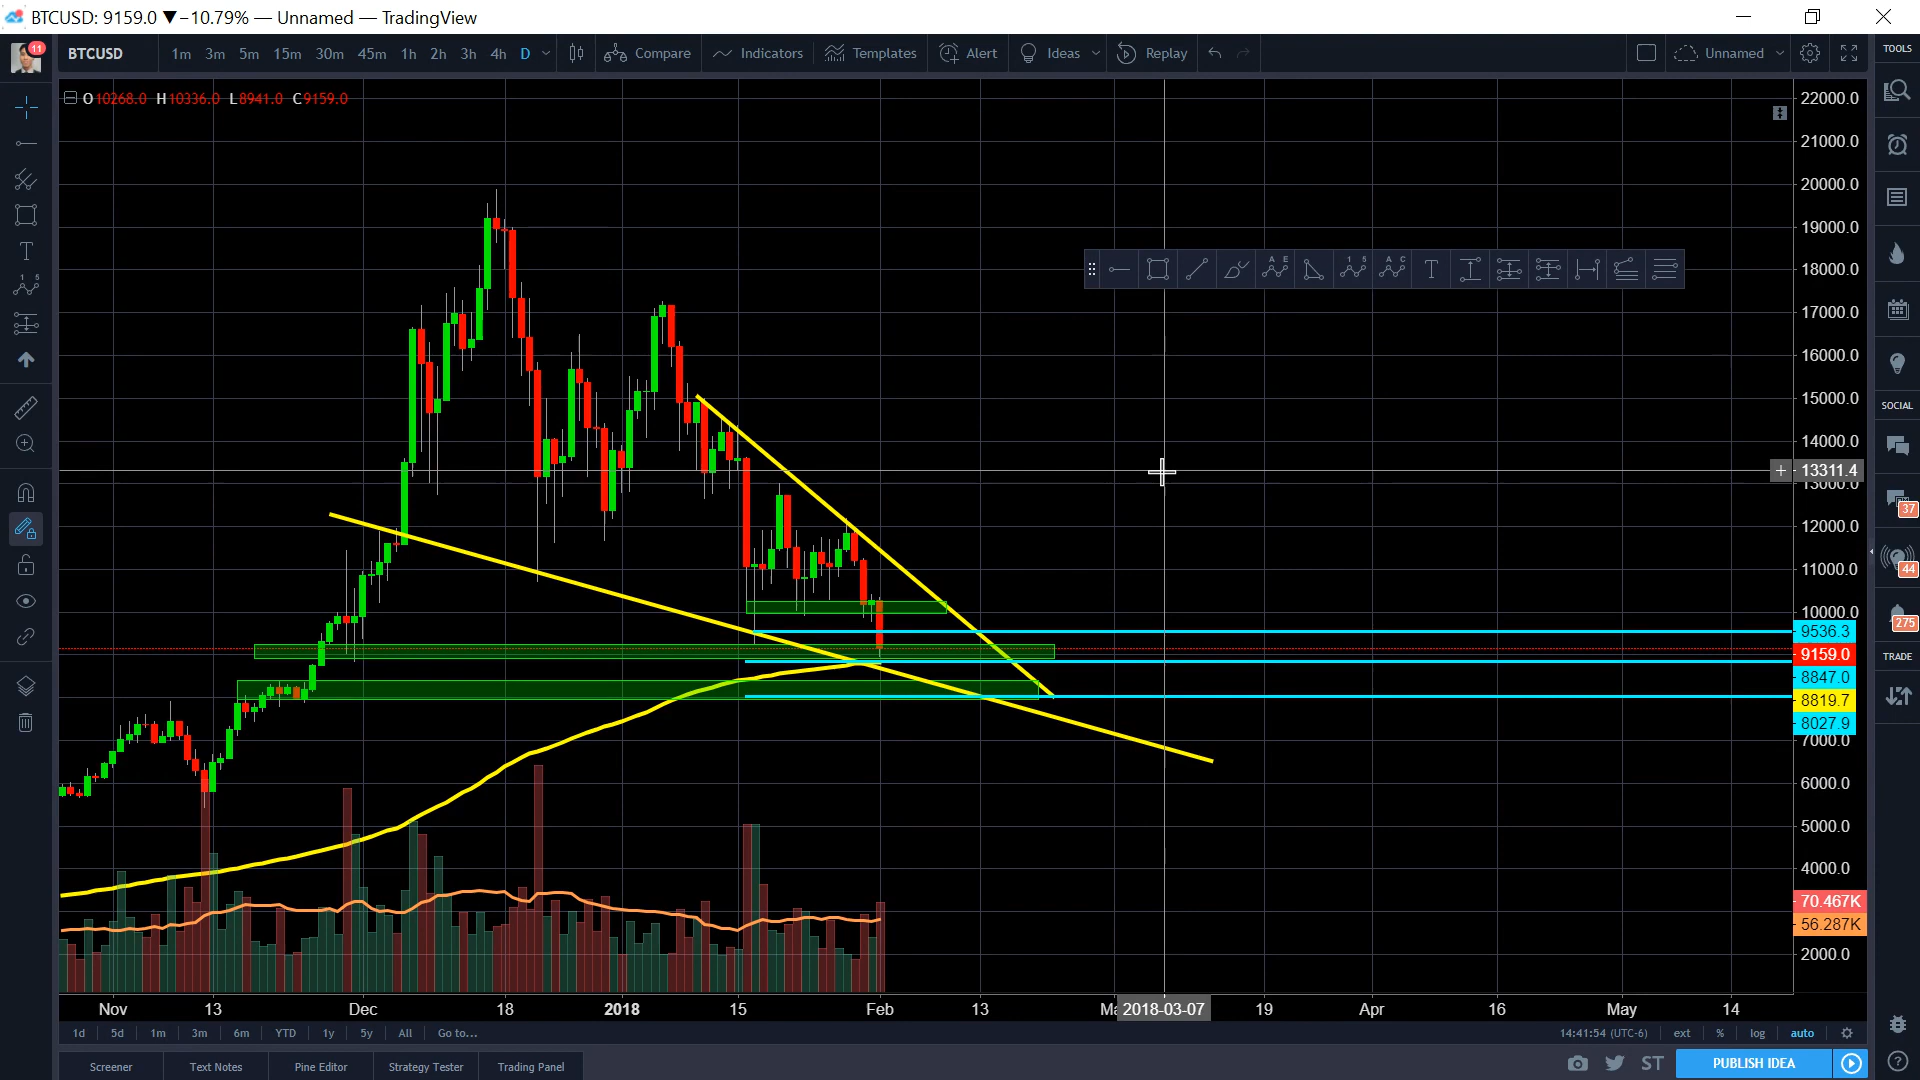 BTCUSD: 9159.0 ▼−10.79% — Unnamed — TradingView
11
BTCUSD 1m 3m 5m 15m 30m 45m 1h 2h 3h 4h D Compare Indicators Templates Alert Ideas Replay Unnamed
TOOLS
O10268.0 H10336.0 L8941.0 C9159.0
22000.0
21000.0
20000.0
19000.0
18000.0
17000.0
16000.0
15000.0
14000.0
13311.4
13000.0
12000.0
11000.0
10000.0
9536.3
9159.0
8847.0
8819.7
8027.9
7000.0
6000.0
5000.0
4000.0
70.467K
56.287K
2000.0
SOCIAL
37
44
275
TRADE
Nov 13 Dec 18 2018 15 Feb 13 Ma 2018-03-07 19 Apr 16 May 14
1d 5d 1m 3m 6m YTD 1y 5y All Go to... 14:41:54 (UTC-6) ext % log auto
Screener Text Notes Pine Editor Strategy Tester Trading Panel ST PUBLISH IDEA